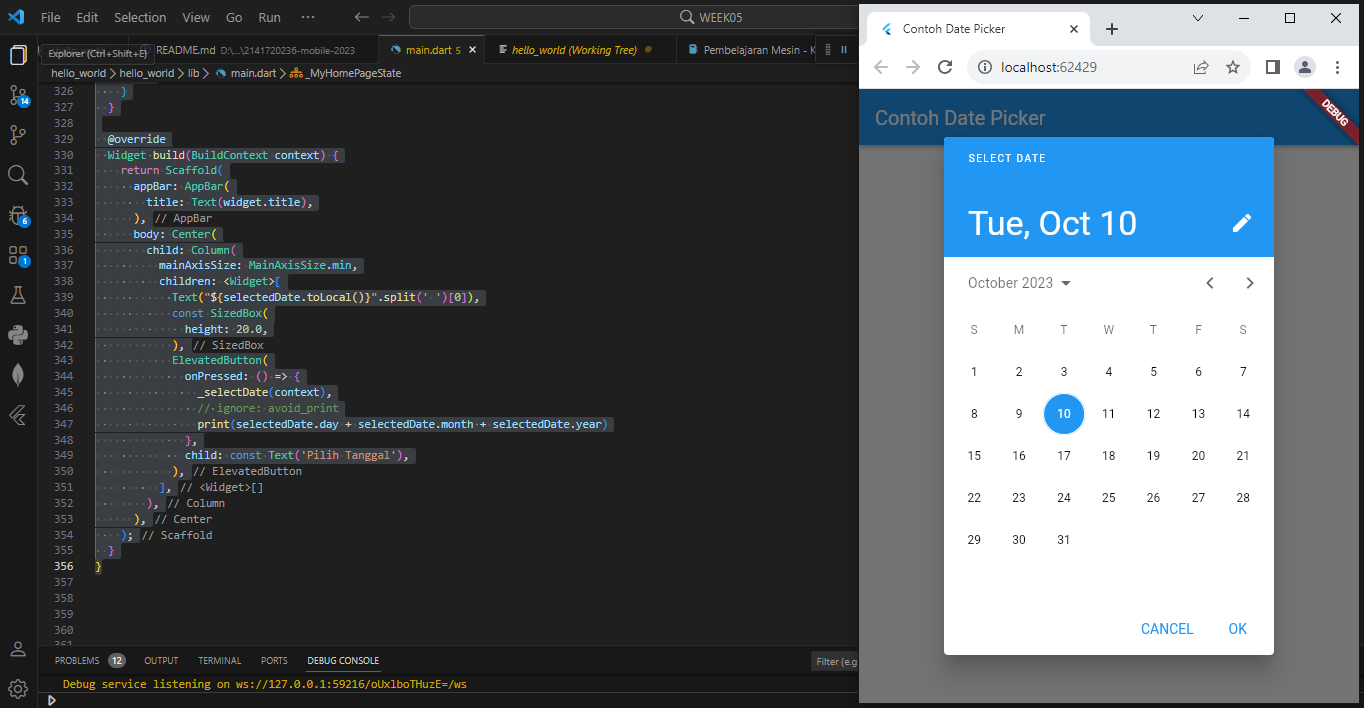 File Edit Selection View Go Run ··· WEEK05
Explorer (Ctrl+Shift+E)
README.md D:\...\2141720236-mobile-2023
main.dart 5
hello_world (Working Tree)
Pembelajaran Mesin - K
hello_world > hello_world > lib > main.dart > _MyHomePageState
14
6
1
326 }
327 }
328
329 @override
330 Widget build(BuildContext context) {
331 return Scaffold(
332 appBar: AppBar(
333 title: Text(widget.title),
334 ), // AppBar
335 body: Center(
336 child: Column(
337 mainAxisSize: MainAxisSize.min,
338 children: <Widget>[
339 Text("${selectedDate.toLocal()}".split(' ')[0]),
340 const SizedBox(
341 height: 20.0,
342 ), // SizedBox
343 ElevatedButton(
344 onPressed: () => {
345 _selectDate(context),
346 // ignore: avoid_print
347 print(selectedDate.day + selectedDate.month + selectedDate.year)
348 },
349 child: const Text('Pilih Tanggal'),
350 ), // ElevatedButton
351 ], // <Widget>[]
352 ), // Column
353 ), // Center
354 ); // Scaffold
355 }
356 }
357
358
359
360
361
PROBLEMS 12 OUTPUT TERMINAL PORTS DEBUG CONSOLE Filter (e.g
Debug service listening on ws://127.0.0.1:59216/oUxlboTHuzE=/ws
Contoh Date Picker
localhost:62429
Contoh Date Picker
DEBUG
SELECT DATE
Tue, Oct 10
October 2023
S M T W T F S
1 2 3 4 5 6 7
8 9 10 11 12 13 14
15 16 17 18 19 20 21
22 23 24 25 26 27 28
29 30 31
CANCEL OK